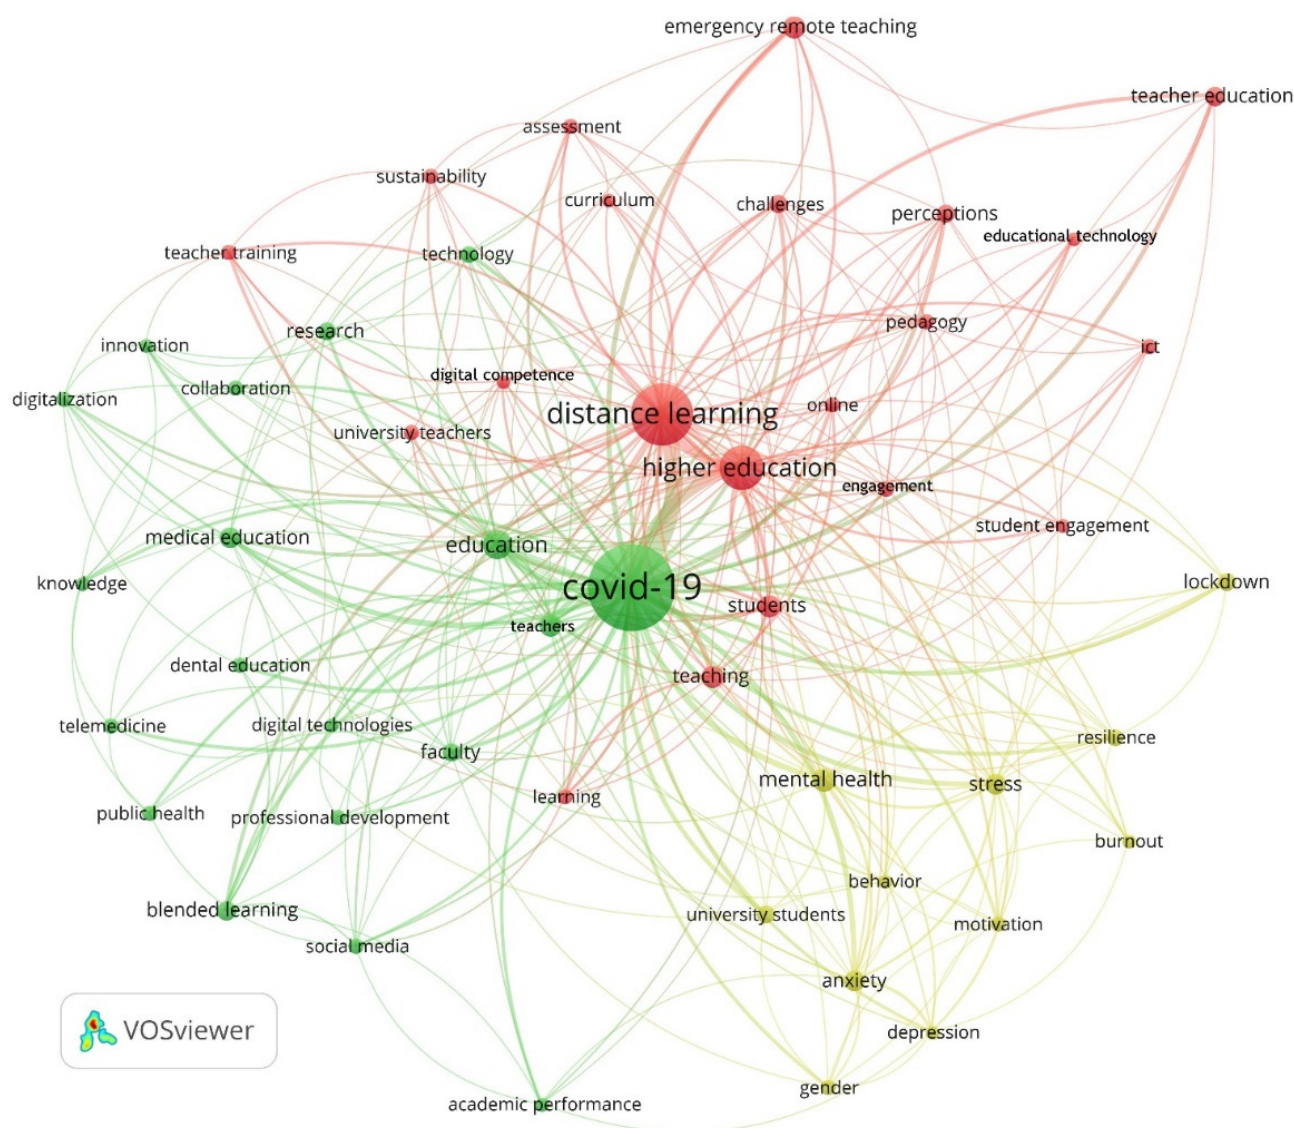 emergency remote teaching
teacher education
assessment
sustainability
curriculum
challenges
perceptions
educational technology
teacher training
technology
research
pedagogy
innovation
ict
digital competence
collaboration
digitalization
distance learning
online
university teachers
higher education
engagement
student engagement
medical education
education
knowledge
covid-19
lockdown
students
teachers
dental education
teaching
telemedicine
digital technologies
faculty
resilience
mental health
stress
learning
public health
professional development
burnout
behavior
blended learning
university students
motivation
social media
anxiety
VOSviewer
depression
gender
academic performance